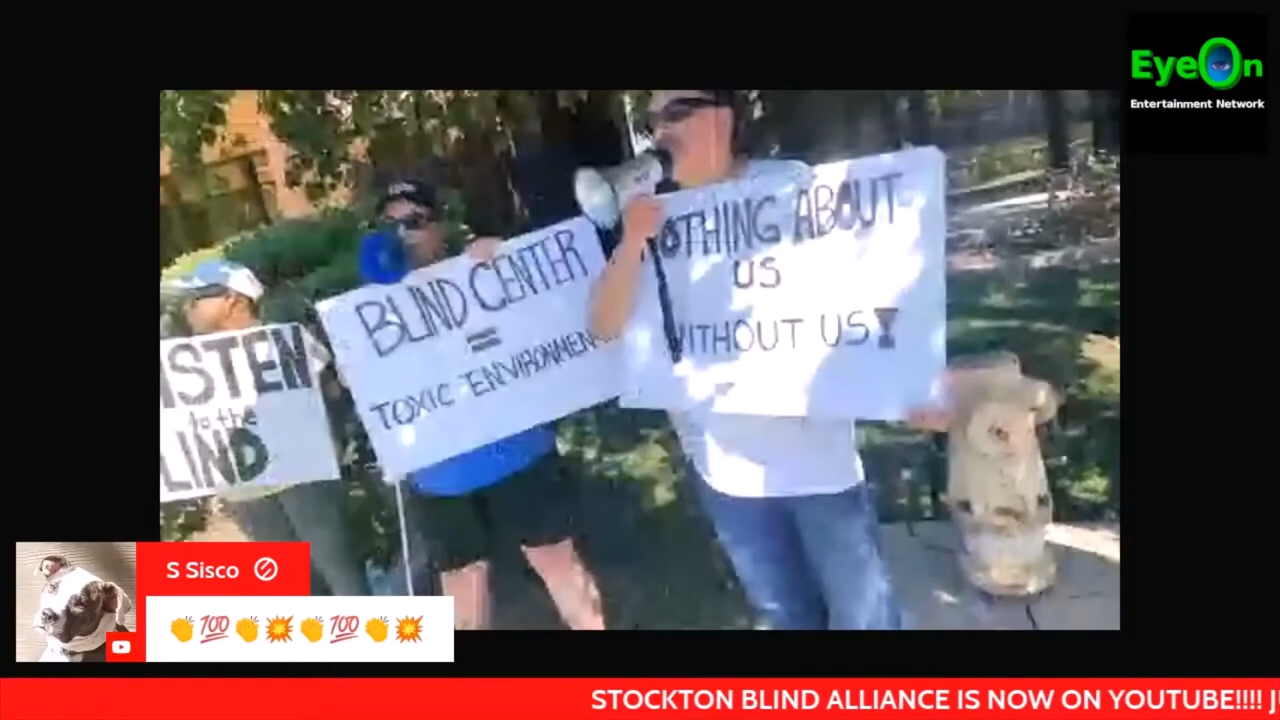 EyeOn
Entertainment Network
NOTHING ABOUT
US
WITHOUT US!
BLIND CENTER
=
TOXIC ENVIRONMEN
ISTEN
to the
LIND
S Sisco
👏💯👏💥👏💯👏💥
STOCKTON BLIND ALLIANCE IS NOW ON YOUTUBE!!!! J